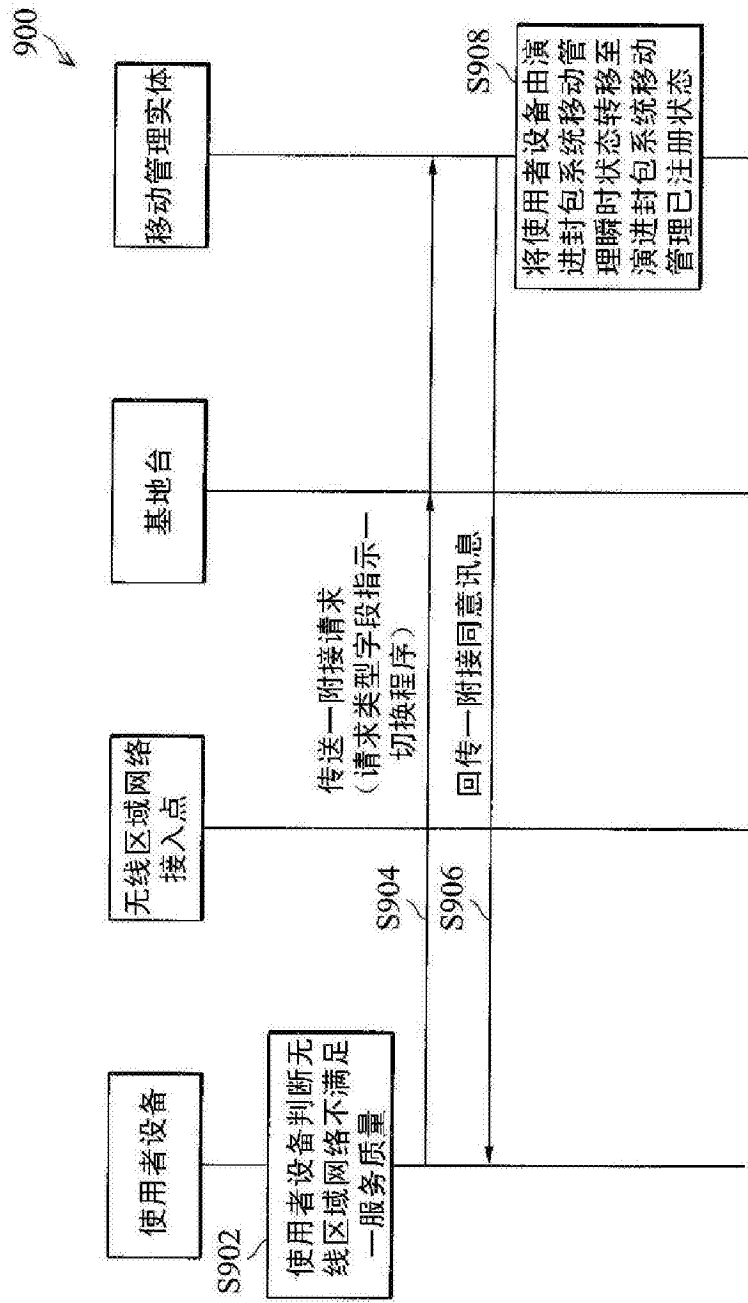 900
使用者设备
无线区域网络
接入点
基地台
移动管理实体
S902
使用者设备判断无
线区域网络不满足
一服务质量
传送一附接请求
（请求类型字段指示一
切换程序）
S904
回传一附接同意讯息
S906
S908
将使用者设备由演
进封包系统移动管
理瞬时状态转移至
演进封包系统移动
管理已注册状态